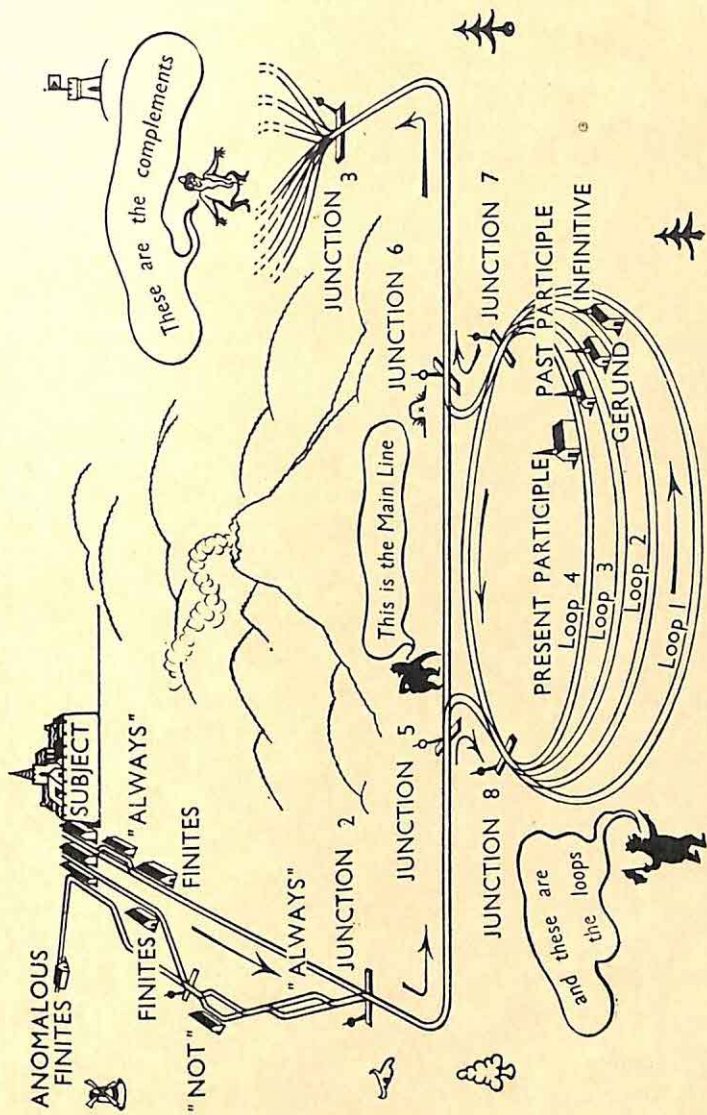 ANOMALOUS
FINITES
SUBJECT
"ALWAYS"
FINITES
FINITES
"NOT"
"ALWAYS"
JUNCTION 2
These are the complements
JUNCTION 3
JUNCTION 5
This is the Main Line
JUNCTION 6
JUNCTION 8
JUNCTION 7
and these are
the loops
PRESENT PARTICIPLE
PAST PARTICIPLE
GERUND
INFINITIVE
Loop 4
Loop 3
Loop 2
Loop 1